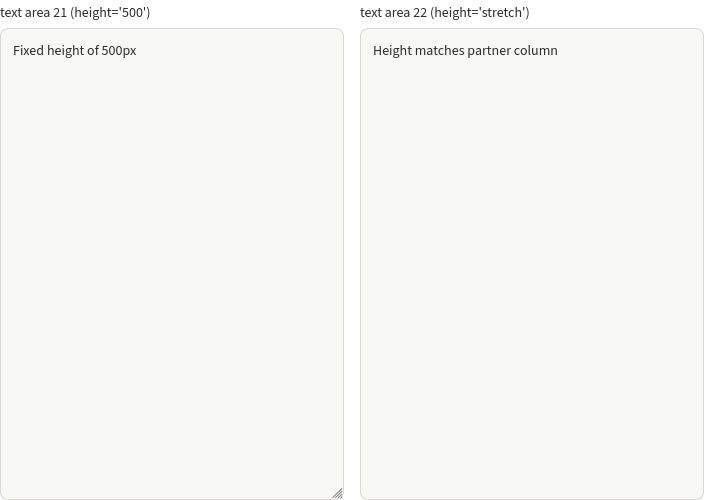 text area 21 (height='500')
Fixed height of 500px
text area 22 (height='stretch')
Height matches partner column